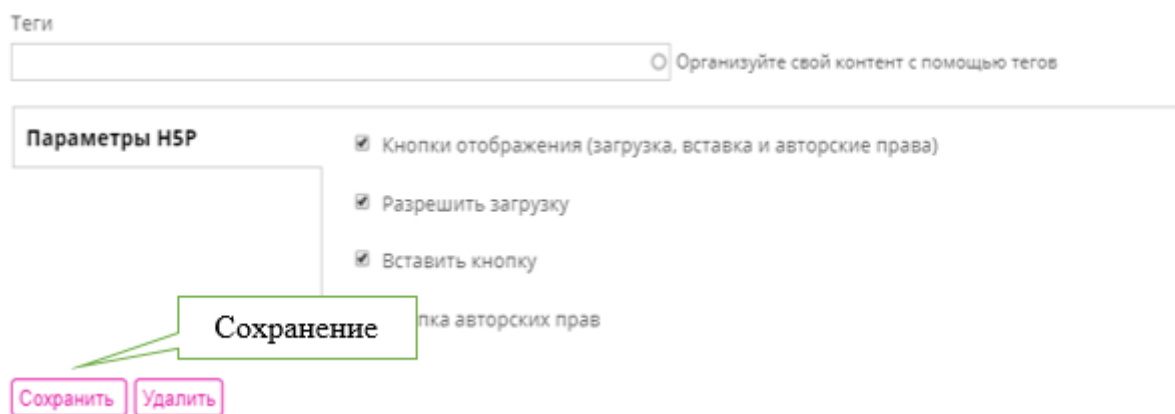 Теги
Организуйте свой контент с помощью тегов
Параметры H5P
Кнопки отображения (загрузка, вставка и авторские права)
Разрешить загрузку
Вставить кнопку
авторских прав
Сохранение
Сохранить Удалить